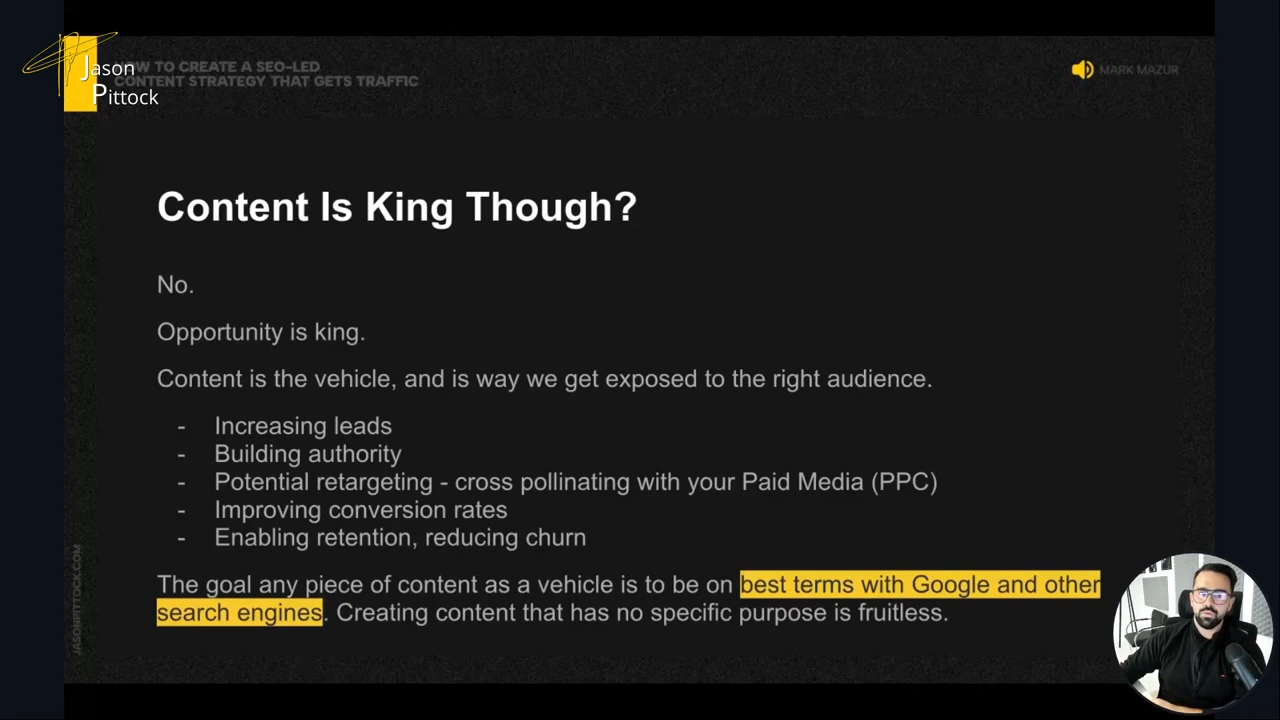 Jason
Pittock
HOW TO CREATE A SEO-LED
CONTENT STRATEGY THAT GETS TRAFFIC
MARK MAZUR
Content Is King Though?
No.
Opportunity is king.
Content is the vehicle, and is way we get exposed to the right audience.
- Increasing leads
- Building authority
- Potential retargeting - cross pollinating with your Paid Media (PPC)
- Improving conversion rates
- Enabling retention, reducing churn
The goal any piece of content as a vehicle is to be on best terms with Google and other
search engines. Creating content that has no specific purpose is fruitless.
JASONPITTOCK.COM